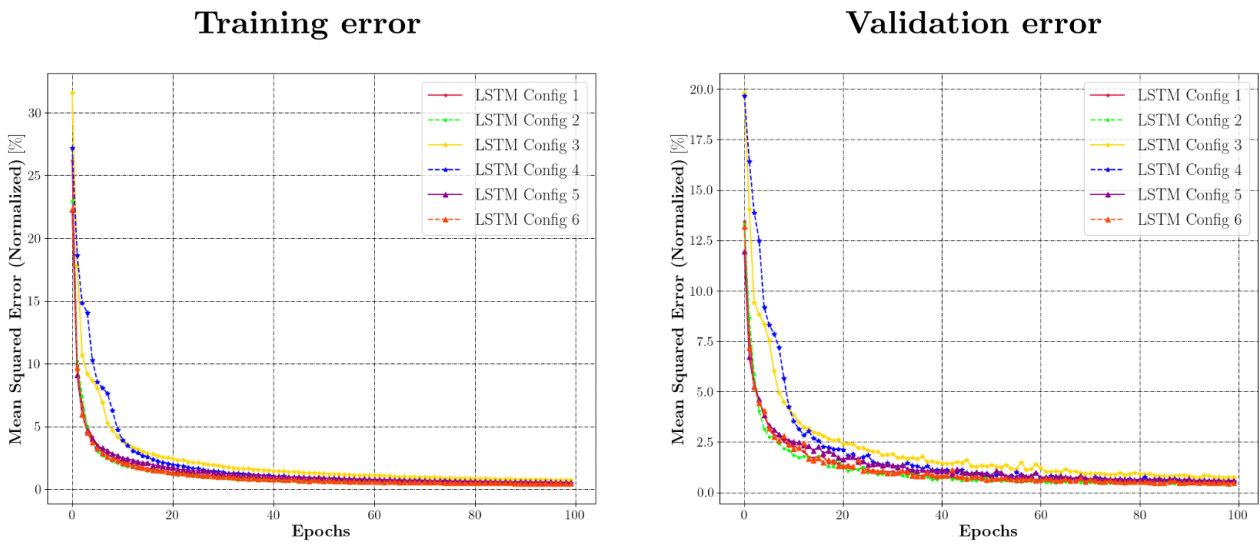 Training error
Mean Squared Error (Normalized) [%]
30
25
20
15
10
5
0
LSTM Config 1
LSTM Config 2
LSTM Config 3
LSTM Config 4
LSTM Config 5
LSTM Config 6
0 20 40 60 80 100
Epochs
Validation error
Mean Squared Error (Normalized) [%]
20.0
17.5
15.0
12.5
10.0
7.5
5.0
2.5
0.0
LSTM Config 1
LSTM Config 2
LSTM Config 3
LSTM Config 4
LSTM Config 5
LSTM Config 6
0 20 40 60 80 100
Epochs